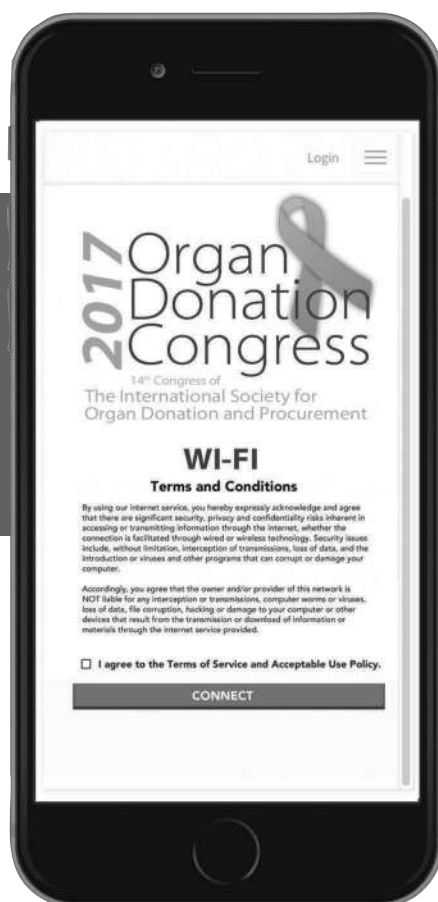 Login
2017
Organ
Donation
Congress
14th Congress of
The International Society for
Organ Donation and Procurement
WI-FI
Terms and Conditions
By using our internet service, you hereby expressly acknowledge and agree
that there are significant security, privacy and confidentiality risks inherent in
accessing or transmitting information through the internet, whether the
connection is facilitated through wired or wireless technology. Security issues
include, without limitation, interception of transmissions, loss of data, and the
introduction or viruses and other programs that can corrupt or damage your
computer.
Accordingly, you agree that the owner and/or provider of this network is
NOT liable for any interception or transmissions, computer worms or viruses,
loss of data, file corruption, hacking or damage to your computer or other
devices that result from the transmission or download of information or
materials through the internet service provided.
I agree to the Terms of Service and Acceptable Use Policy.
CONNECT